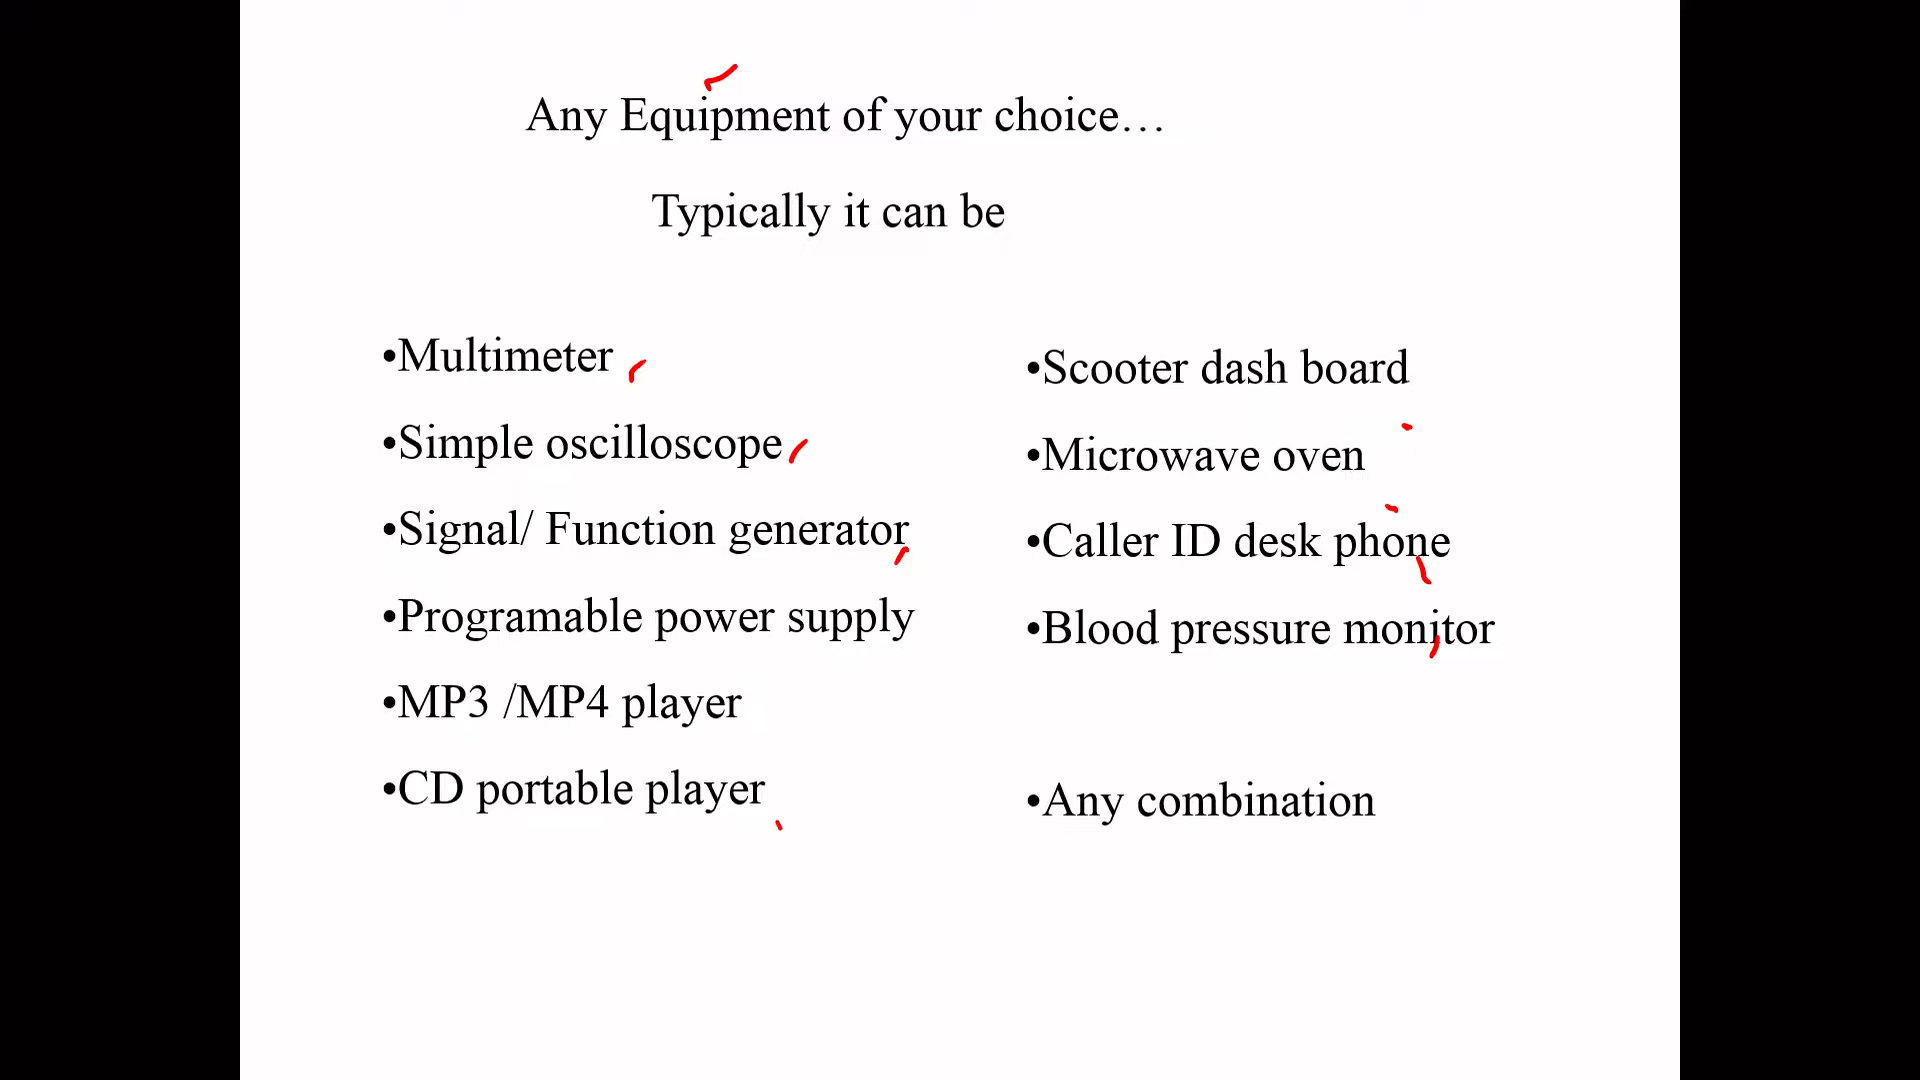 Any Equipment of your choice…
Typically it can be
•Multimeter
•Simple oscilloscope
•Signal/ Function generator
•Programable power supply
•MP3 /MP4 player
•CD portable player
•Scooter dash board
•Microwave oven
•Caller ID desk phone
•Blood pressure monitor
•Any combination